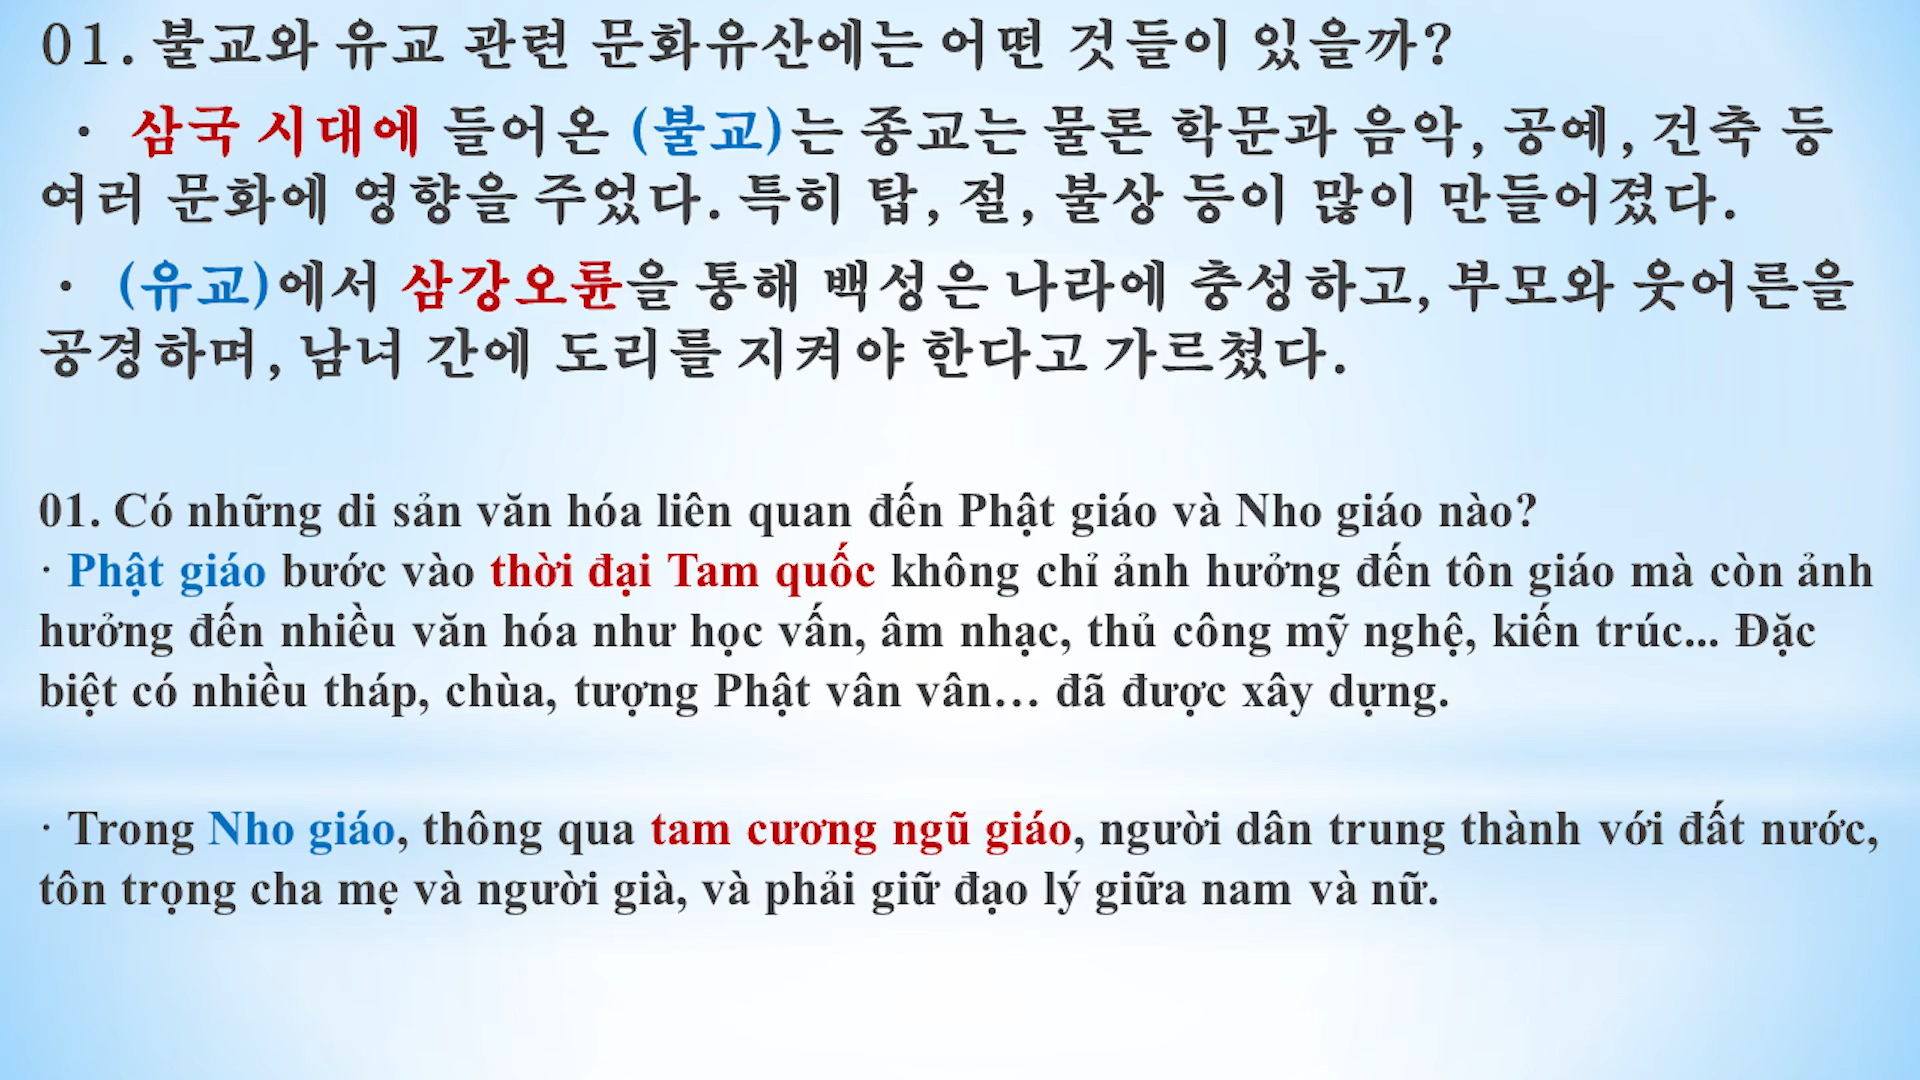 01. 불교와 유교 관련 문화유산에는 어떤 것들이 있을까?
· 삼국 시대에 들어온 (불교)는 종교는 물론 학문과 음악, 공예, 건축 등
여러 문화에 영향을 주었다. 특히 탑, 절, 불상 등이 많이 만들어졌다.
· (유교)에서 삼강오륜을 통해 백성은 나라에 충성하고, 부모와 웃어른을
공경하며, 남녀 간에 도리를 지켜야 한다고 가르쳤다.
01. Có những di sản văn hóa liên quan đến Phật giáo và Nho giáo nào?
· Phật giáo bước vào thời đại Tam quốc không chỉ ảnh hưởng đến tôn giáo mà còn ảnh
hưởng đến nhiều văn hóa như học vấn, âm nhạc, thủ công mỹ nghệ, kiến trúc... Đặc
biệt có nhiều tháp, chùa, tượng Phật vân vân… đã được xây dựng.
· Trong Nho giáo, thông qua tam cương ngũ giáo, người dân trung thành với đất nước,
tôn trọng cha mẹ và người già, và phải giữ đạo lý giữa nam và nữ.